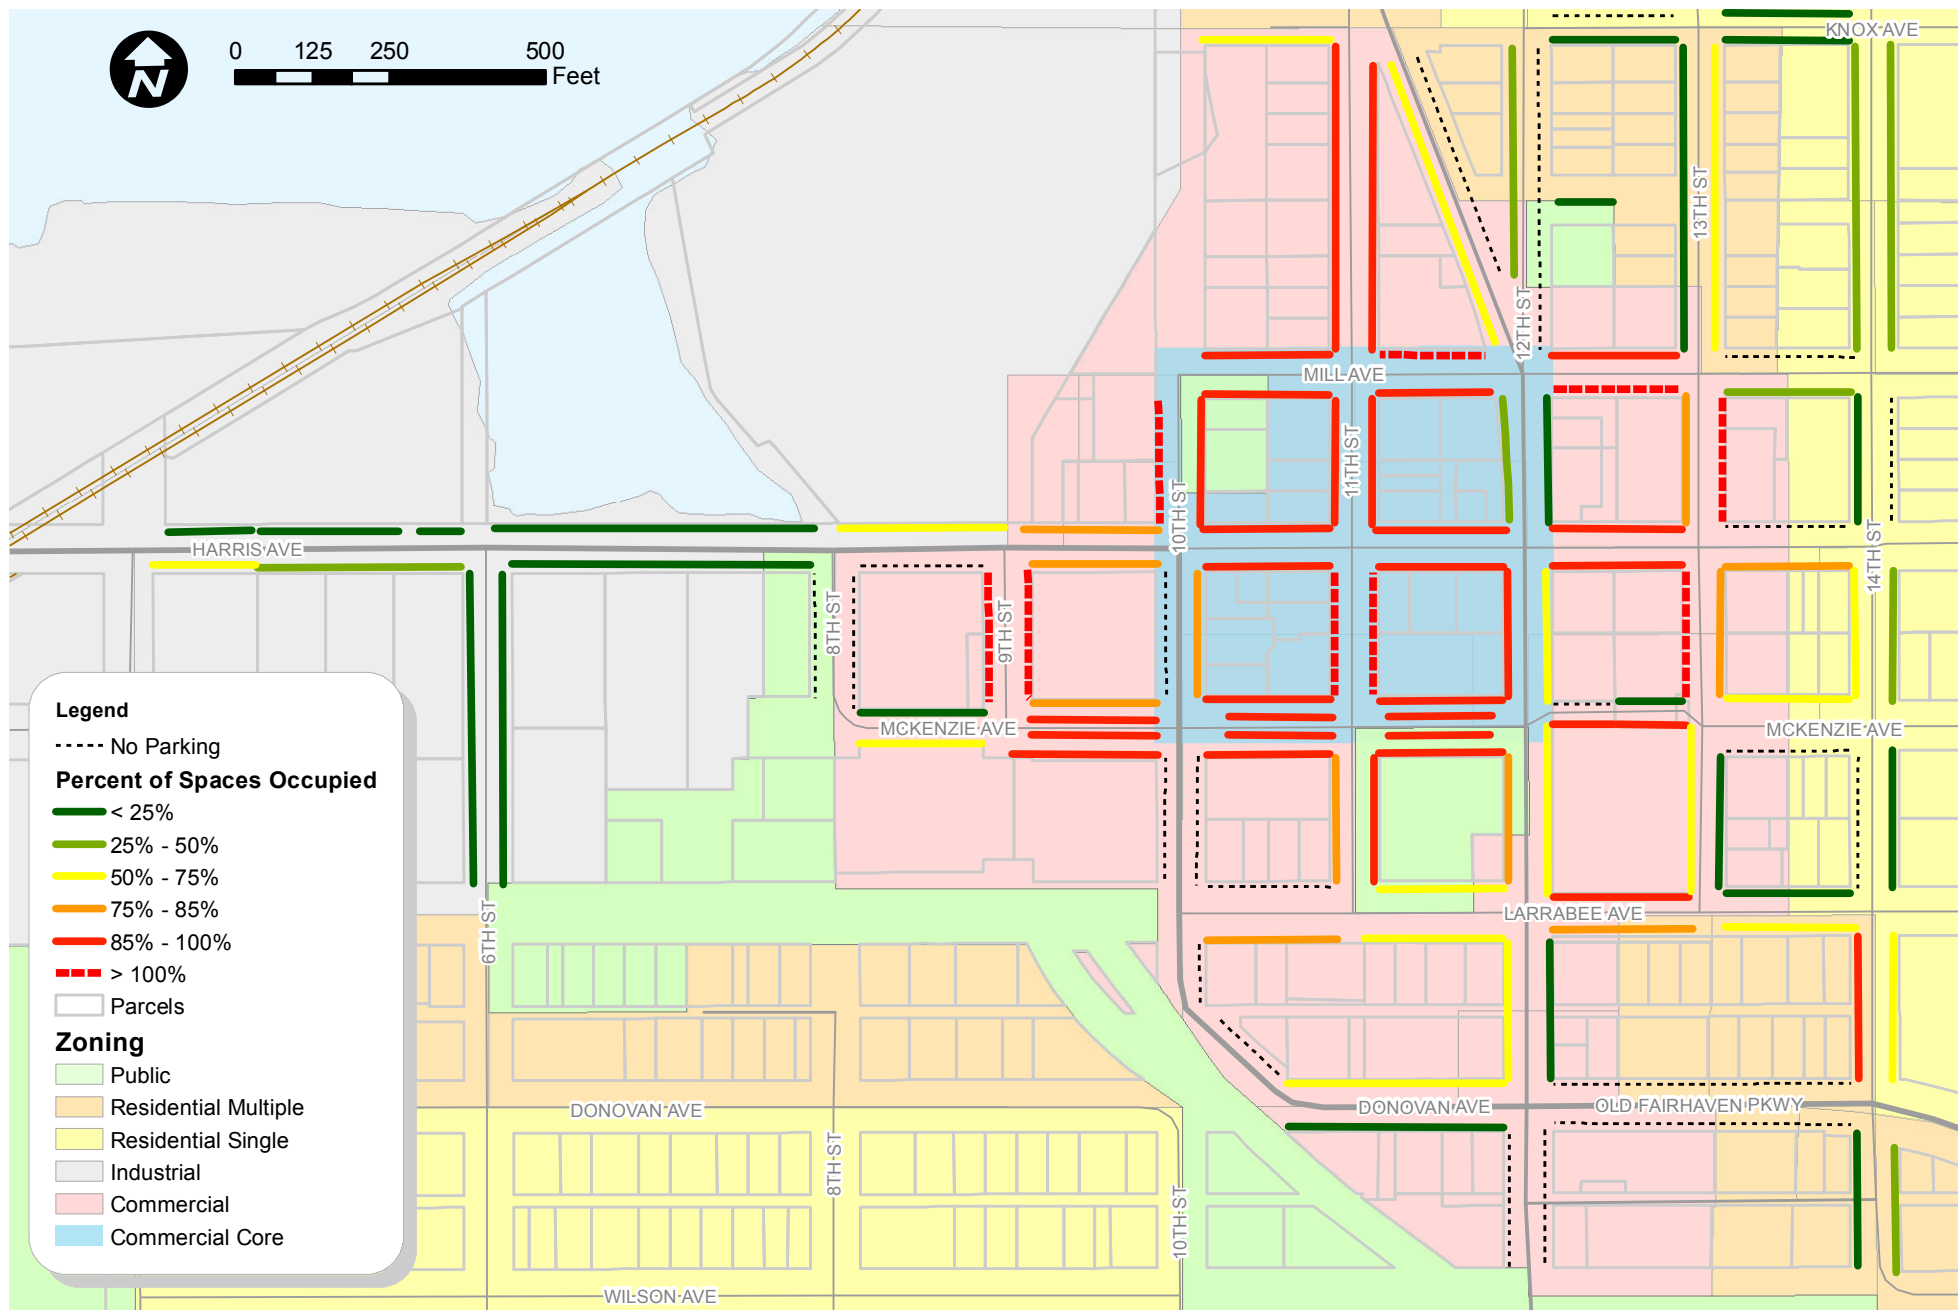 KNOX AVE
0 125 250 500
Feet
N
13TH ST
12TH ST
MILL AVE
11TH ST
10TH ST
14TH ST
HARRIS AVE
8TH ST
9TH ST
MCKENZIE AVE
MCKENZIE AVE
Legend
No Parking
Percent of Spaces Occupied
< 25%
25% - 50%
50% - 75%
75% - 85%
85% - 100%
> 100%
Parcels
Zoning
Public
Residential Multiple
Residential Single
Industrial
Commercial
Commercial Core
LARRABEE AVE
6TH ST
DONOVAN AVE
DONOVAN AVE
OLD FAIRHAVEN PKWY
8TH ST
10TH ST
WILSON AVE